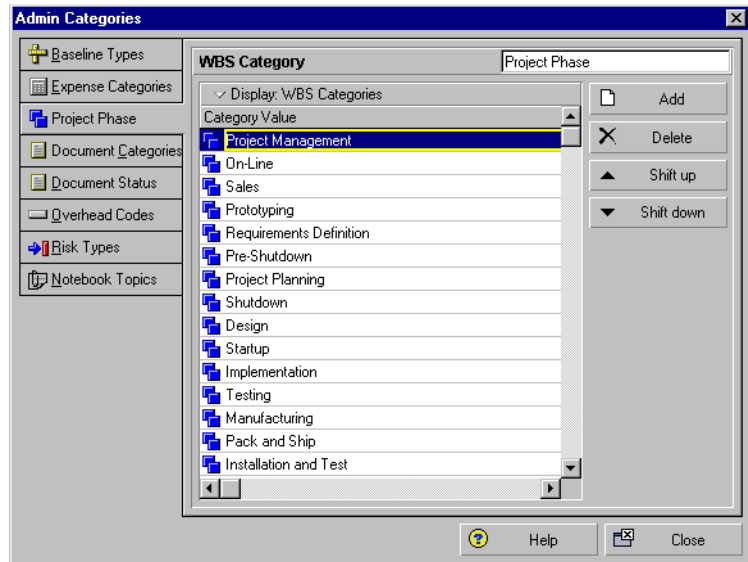 Admin Categories
Baseline Types
Expense Categories
Project Phase
Document Categories
Document Status
Overhead Codes
Risk Types
Notebook Topics
WBS Category
Project Phase
Display: WBS Categories
Category Value
Project Management
On-Line
Sales
Prototyping
Requirements Definition
Pre-Shutdown
Project Planning
Shutdown
Design
Startup
Implementation
Testing
Manufacturing
Pack and Ship
Installation and Test
Add
Delete
Shift up
Shift down
Help
Close